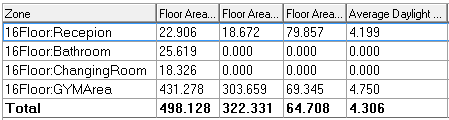 Zone Floor Area... Floor Area... Floor Area... Average Daylight ...
16Floor:Recepion 22.906 18.672 79.857 4.199
16Floor:Bathroom 25.619 0.000 0.000 0.000
16Floor:ChangingRoom 18.326 0.000 0.000 0.000
16Floor:GYMArea 431.278 303.659 69.345 4.750
Total 498.128 322.331 64.708 4.306